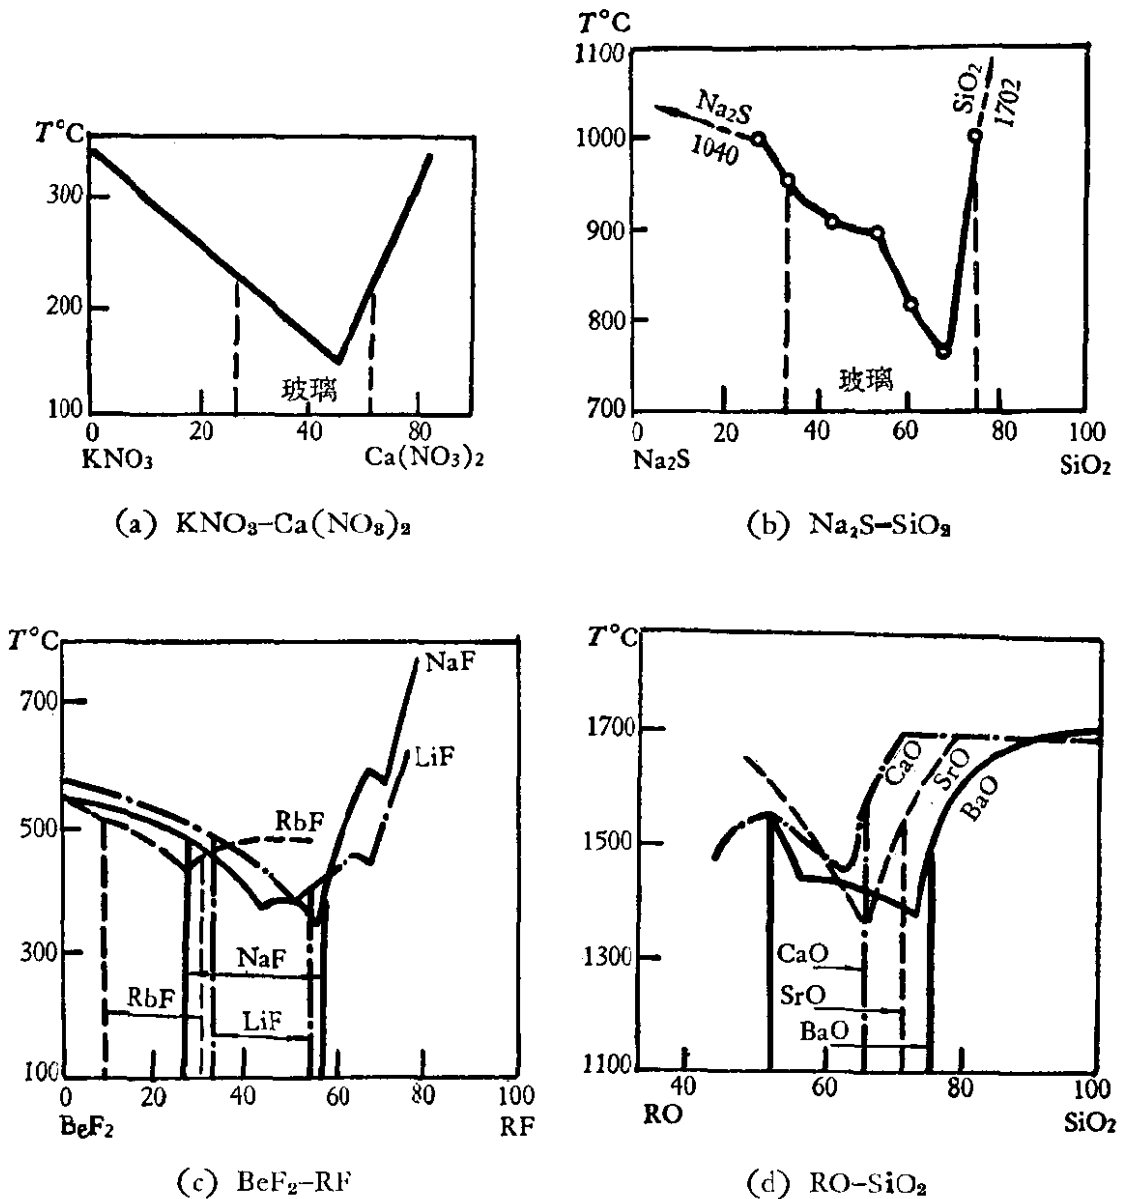 T°C
300
200
100
0
20
40
80
玻璃
KNO₃
Ca(NO₃)₂
(a) KNO₃-Ca(NO₃)₂
T°C
1100
1000
900
800
700
0
20
40
60
80
100
Na₂S
1040
SiO₂
1702
玻璃
Na₂S
SiO₂
(b) Na₂S-SiO₂
T°C
700
500
300
100
0
20
40
60
80
100
NaF
LiF
RbF
NaF
RbF
LiF
BeF₂
RF
(c) BeF₂-RF
T°C
1700
1500
1300
1100
40
60
80
100
CaO
SrO
BaO
CaO
SrO
BaO
RO
SiO₂
(d) RO-SiO₂